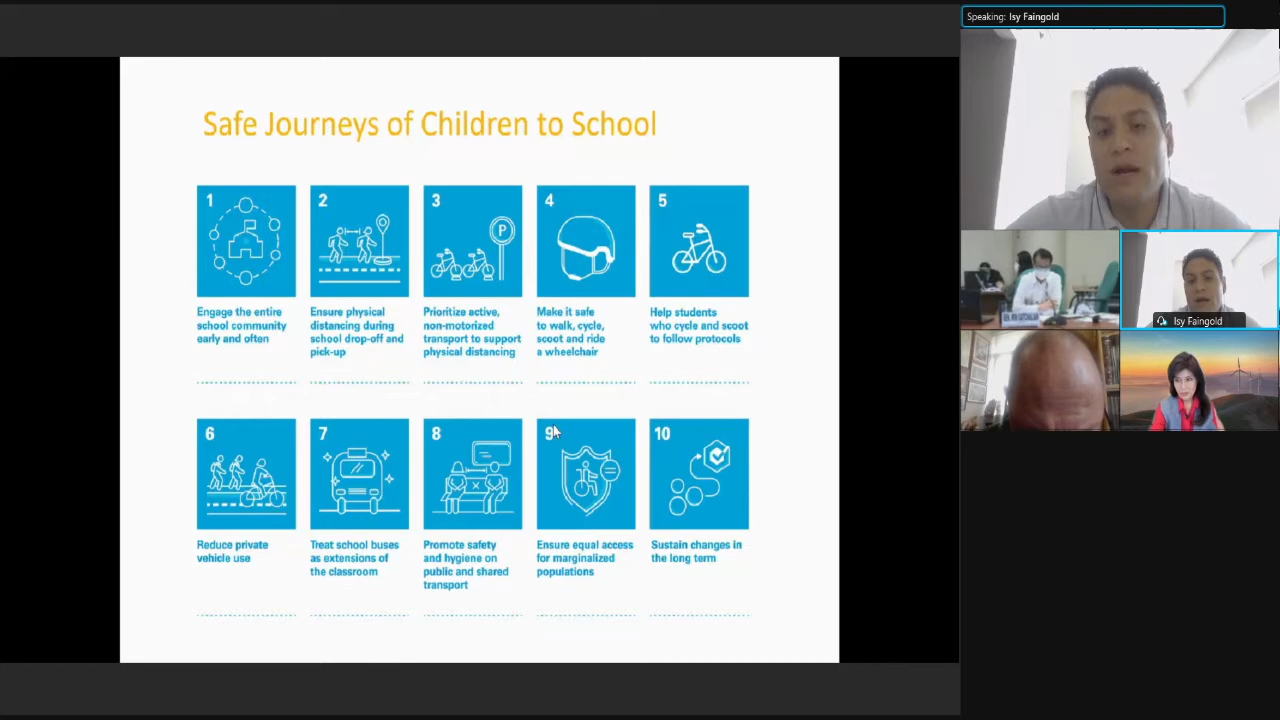 Speaking: Isy Faingold
Safe Journeys of Children to School
1
2
3
P
4
5
Engage the entire
school community
early and often
Ensure physical
distancing during
school drop-off and
pick-up
Prioritize active,
non-motorized
transport to support
physical distancing
Make it safe
to walk, cycle,
scoot and ride
a wheelchair
Help students
who cycle and scoot
to follow protocols
6
7
8
9
10
Reduce private
vehicle use
Treat school buses
as extensions of
the classroom
Promote safety
and hygiene on
public and shared
transport
Ensure equal access
for marginalized
populations
Sustain changes in
the long term
Isy Faingold